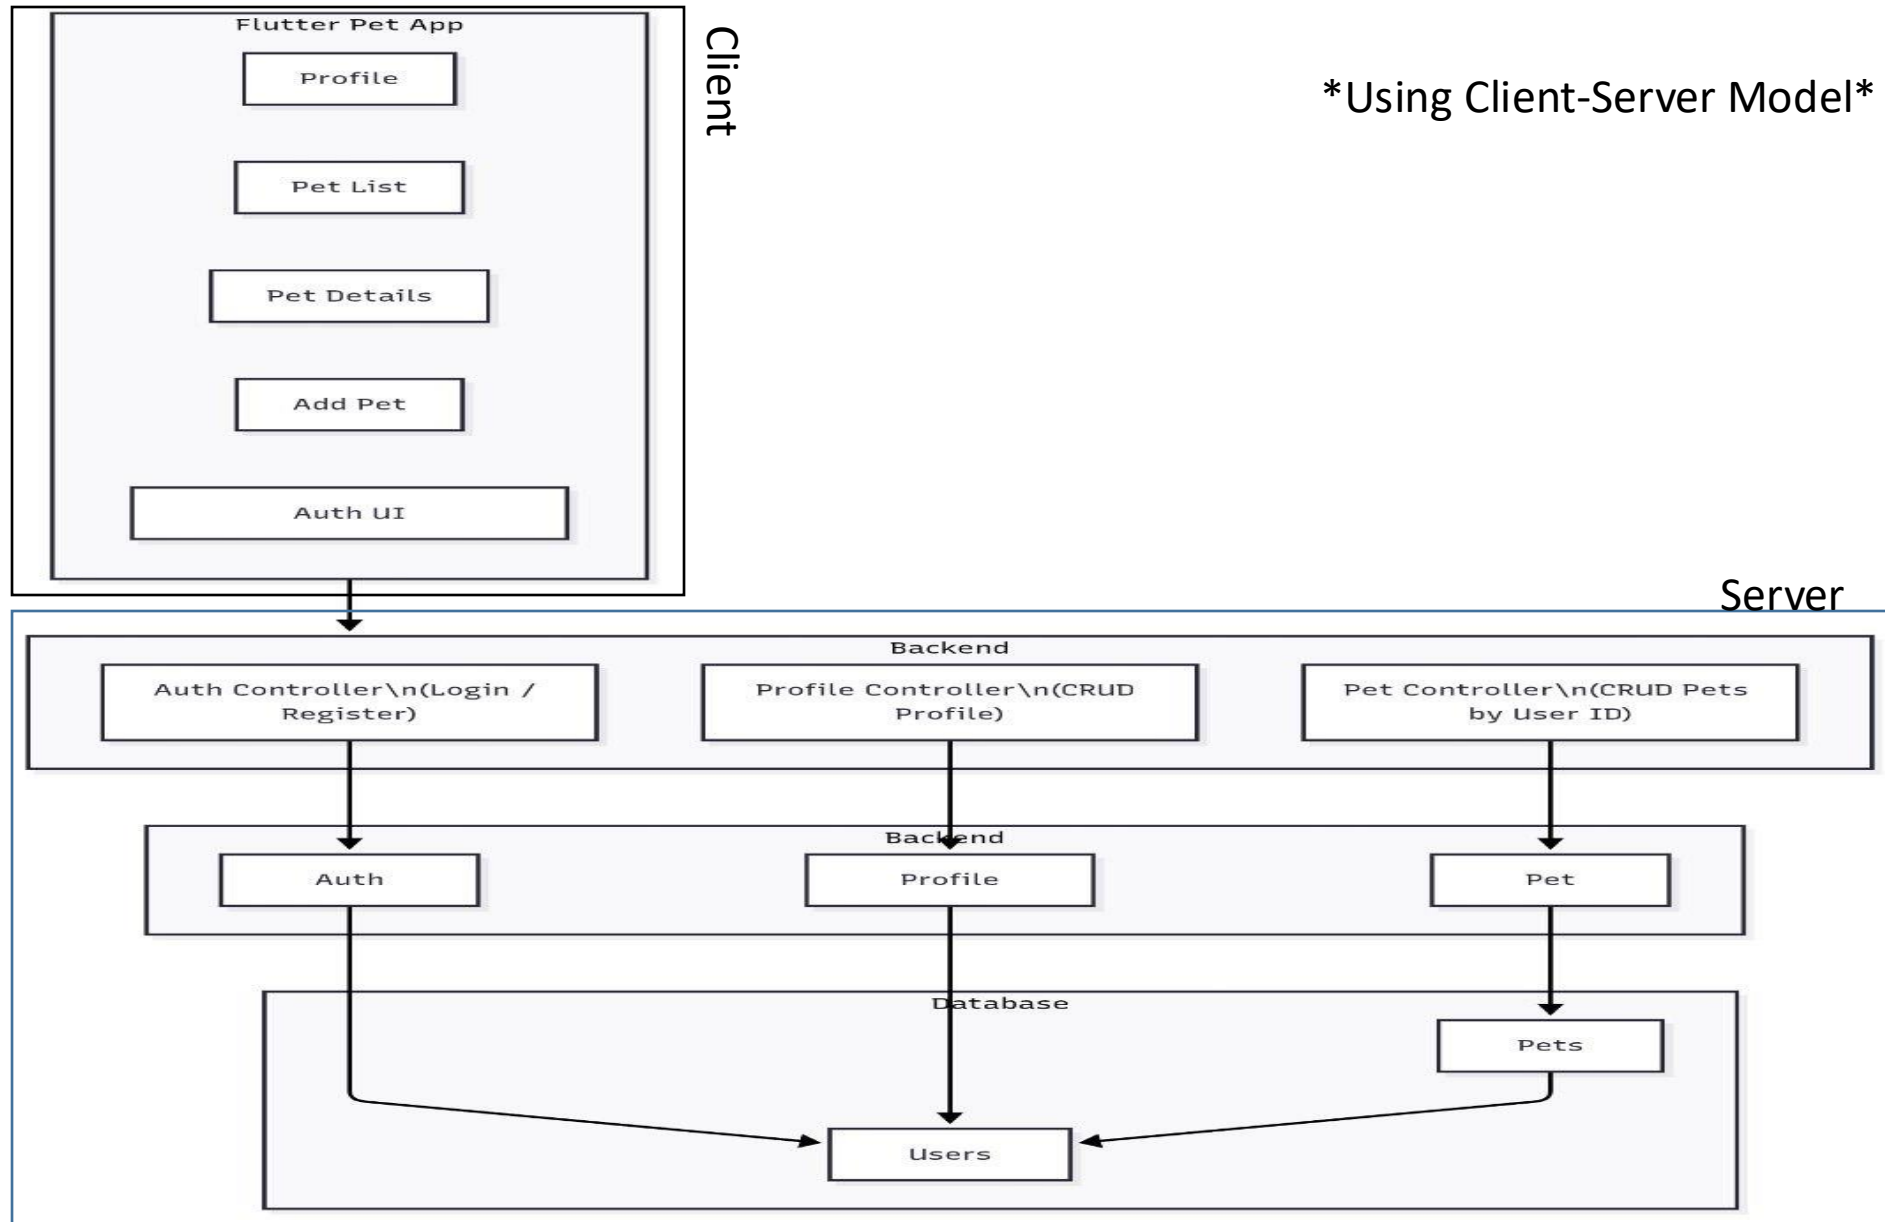 Flutter Pet App
Client
Profile
*Using Client-Server Model*
Pet List
Pet Details
Add Pet
Auth UI
Server
Backend
Auth Controller\n(Login /
Register)
Profile Controller\n(CRUD
Profile)
Pet Controller\n(CRUD Pets
by User ID)
Backend
Auth
Profile
Pet
Database
Pets
Users